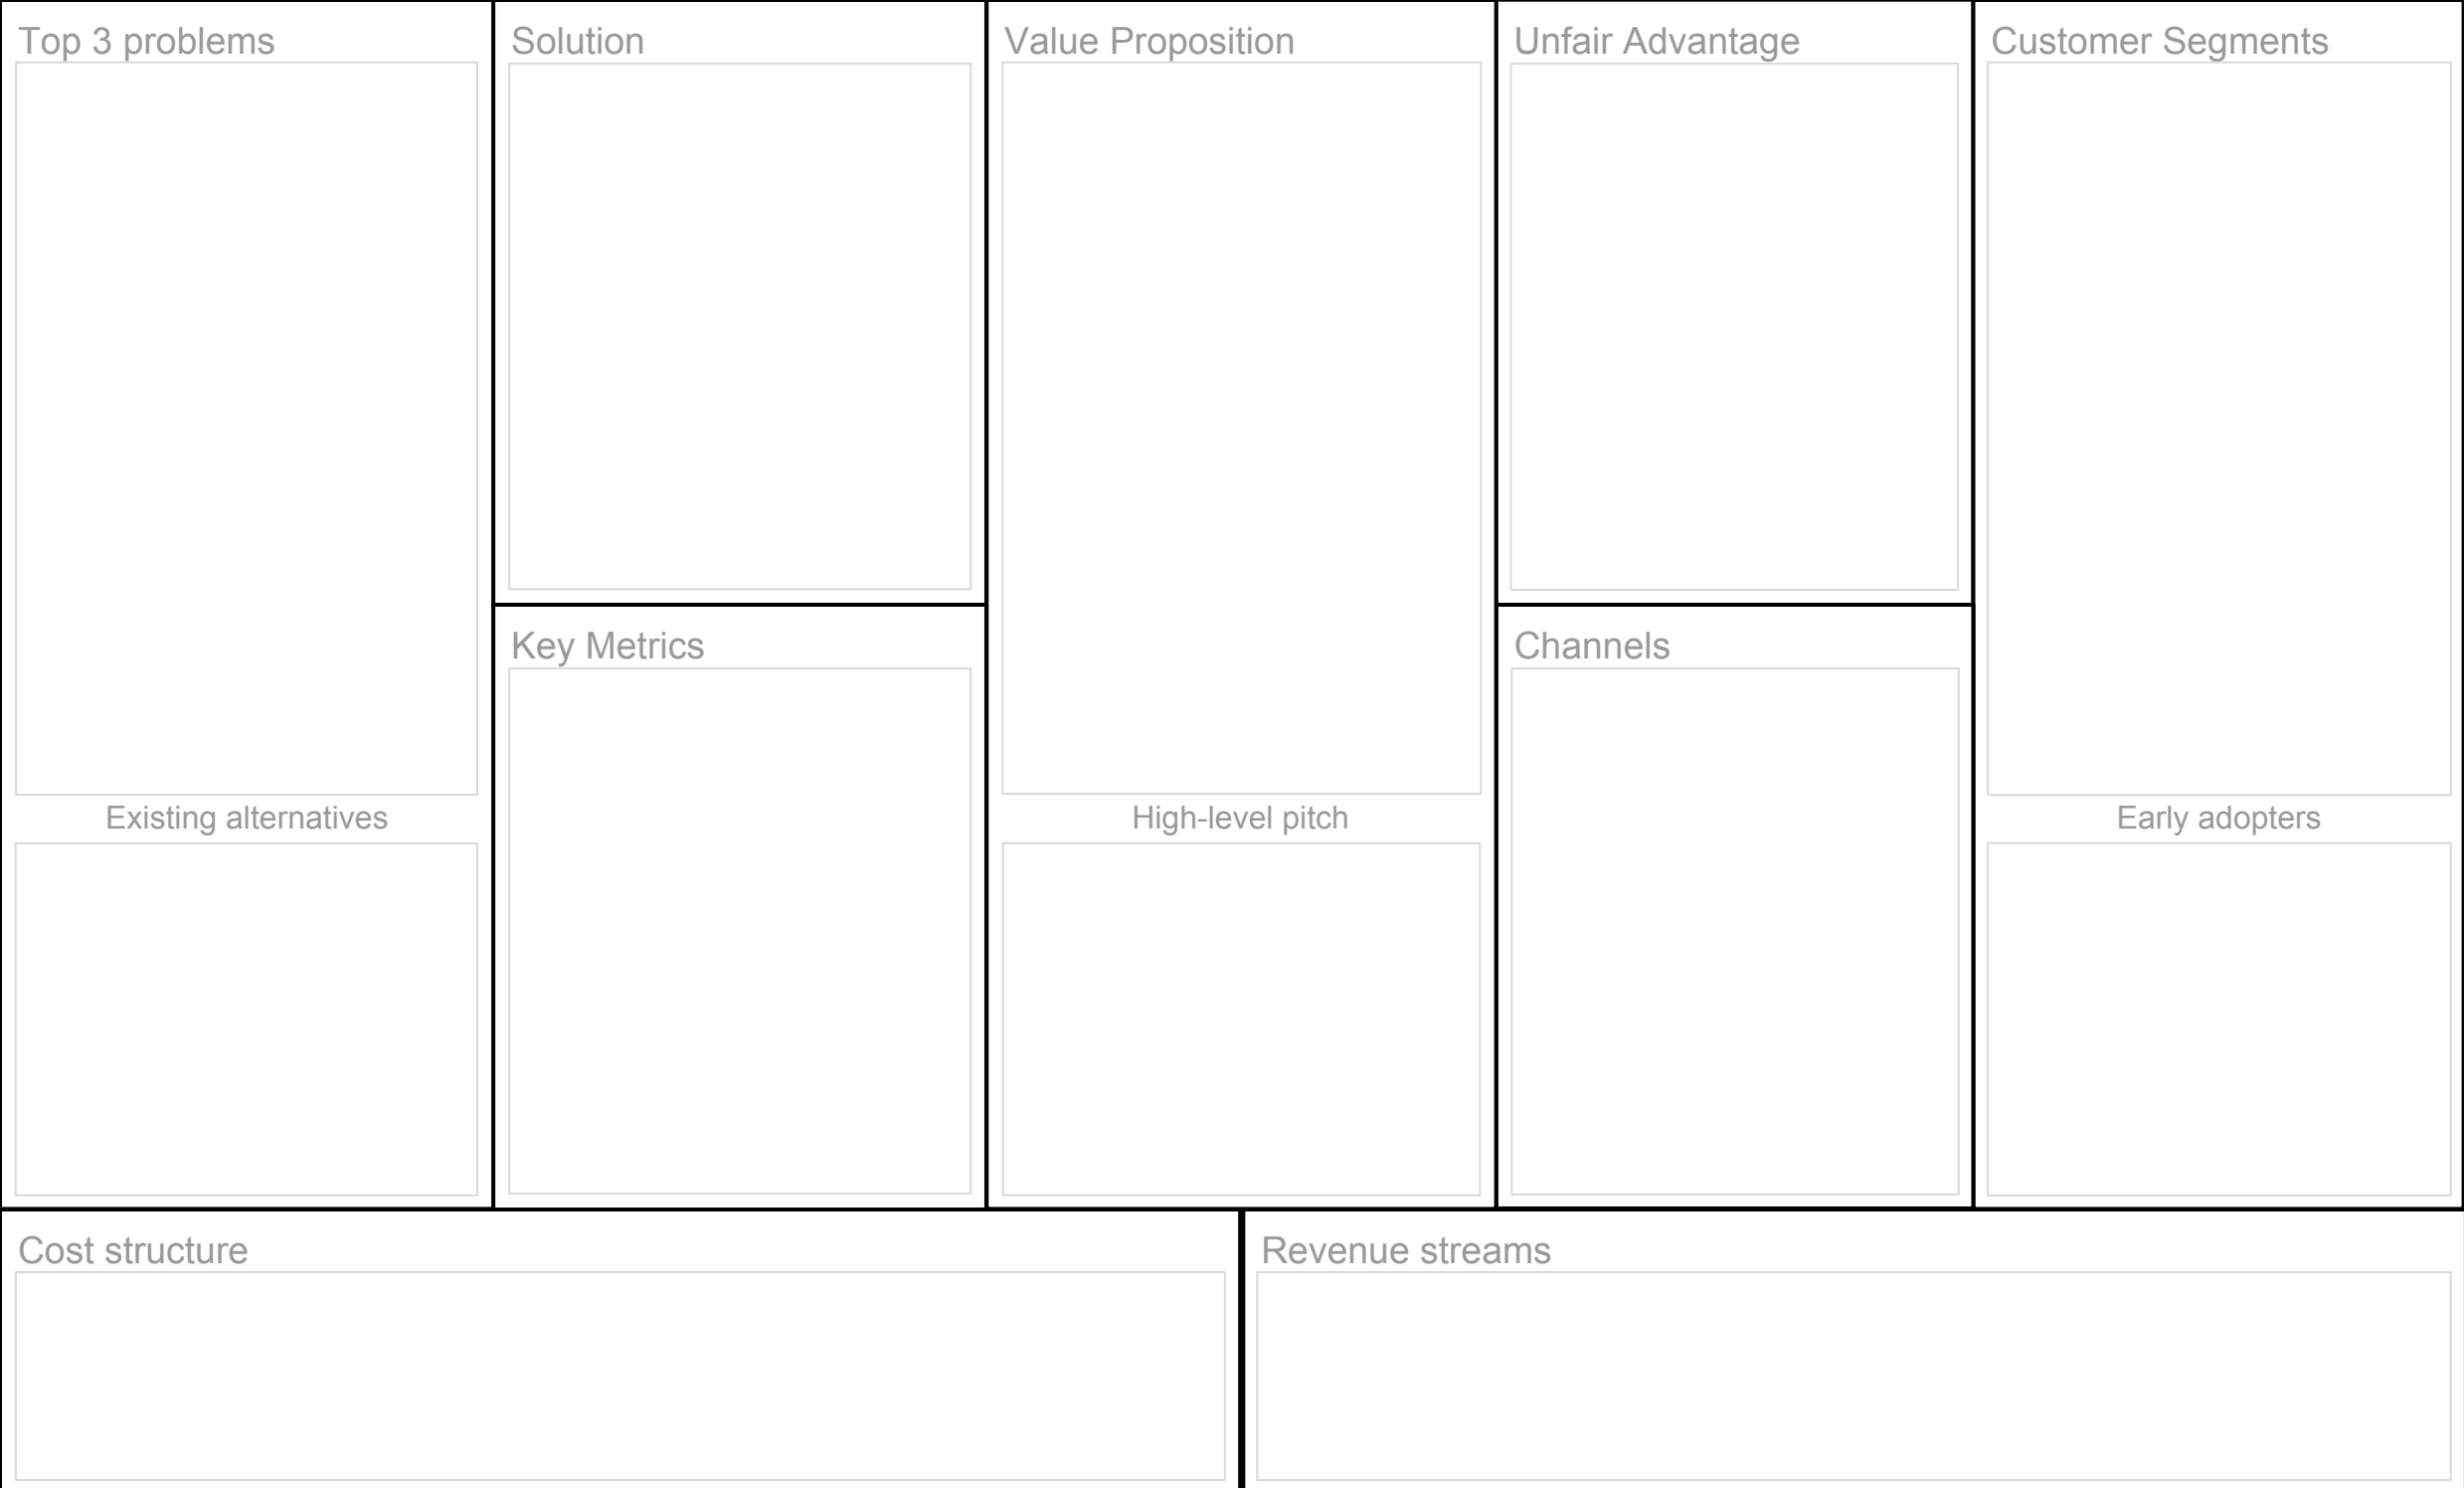 Top 3 problems
Existing alternatives
Solution
Key Metrics
Value Proposition
High-level pitch
Unfair Advantage
Channels
Customer Segments
Early adopters
Cost structure
Revenue streams